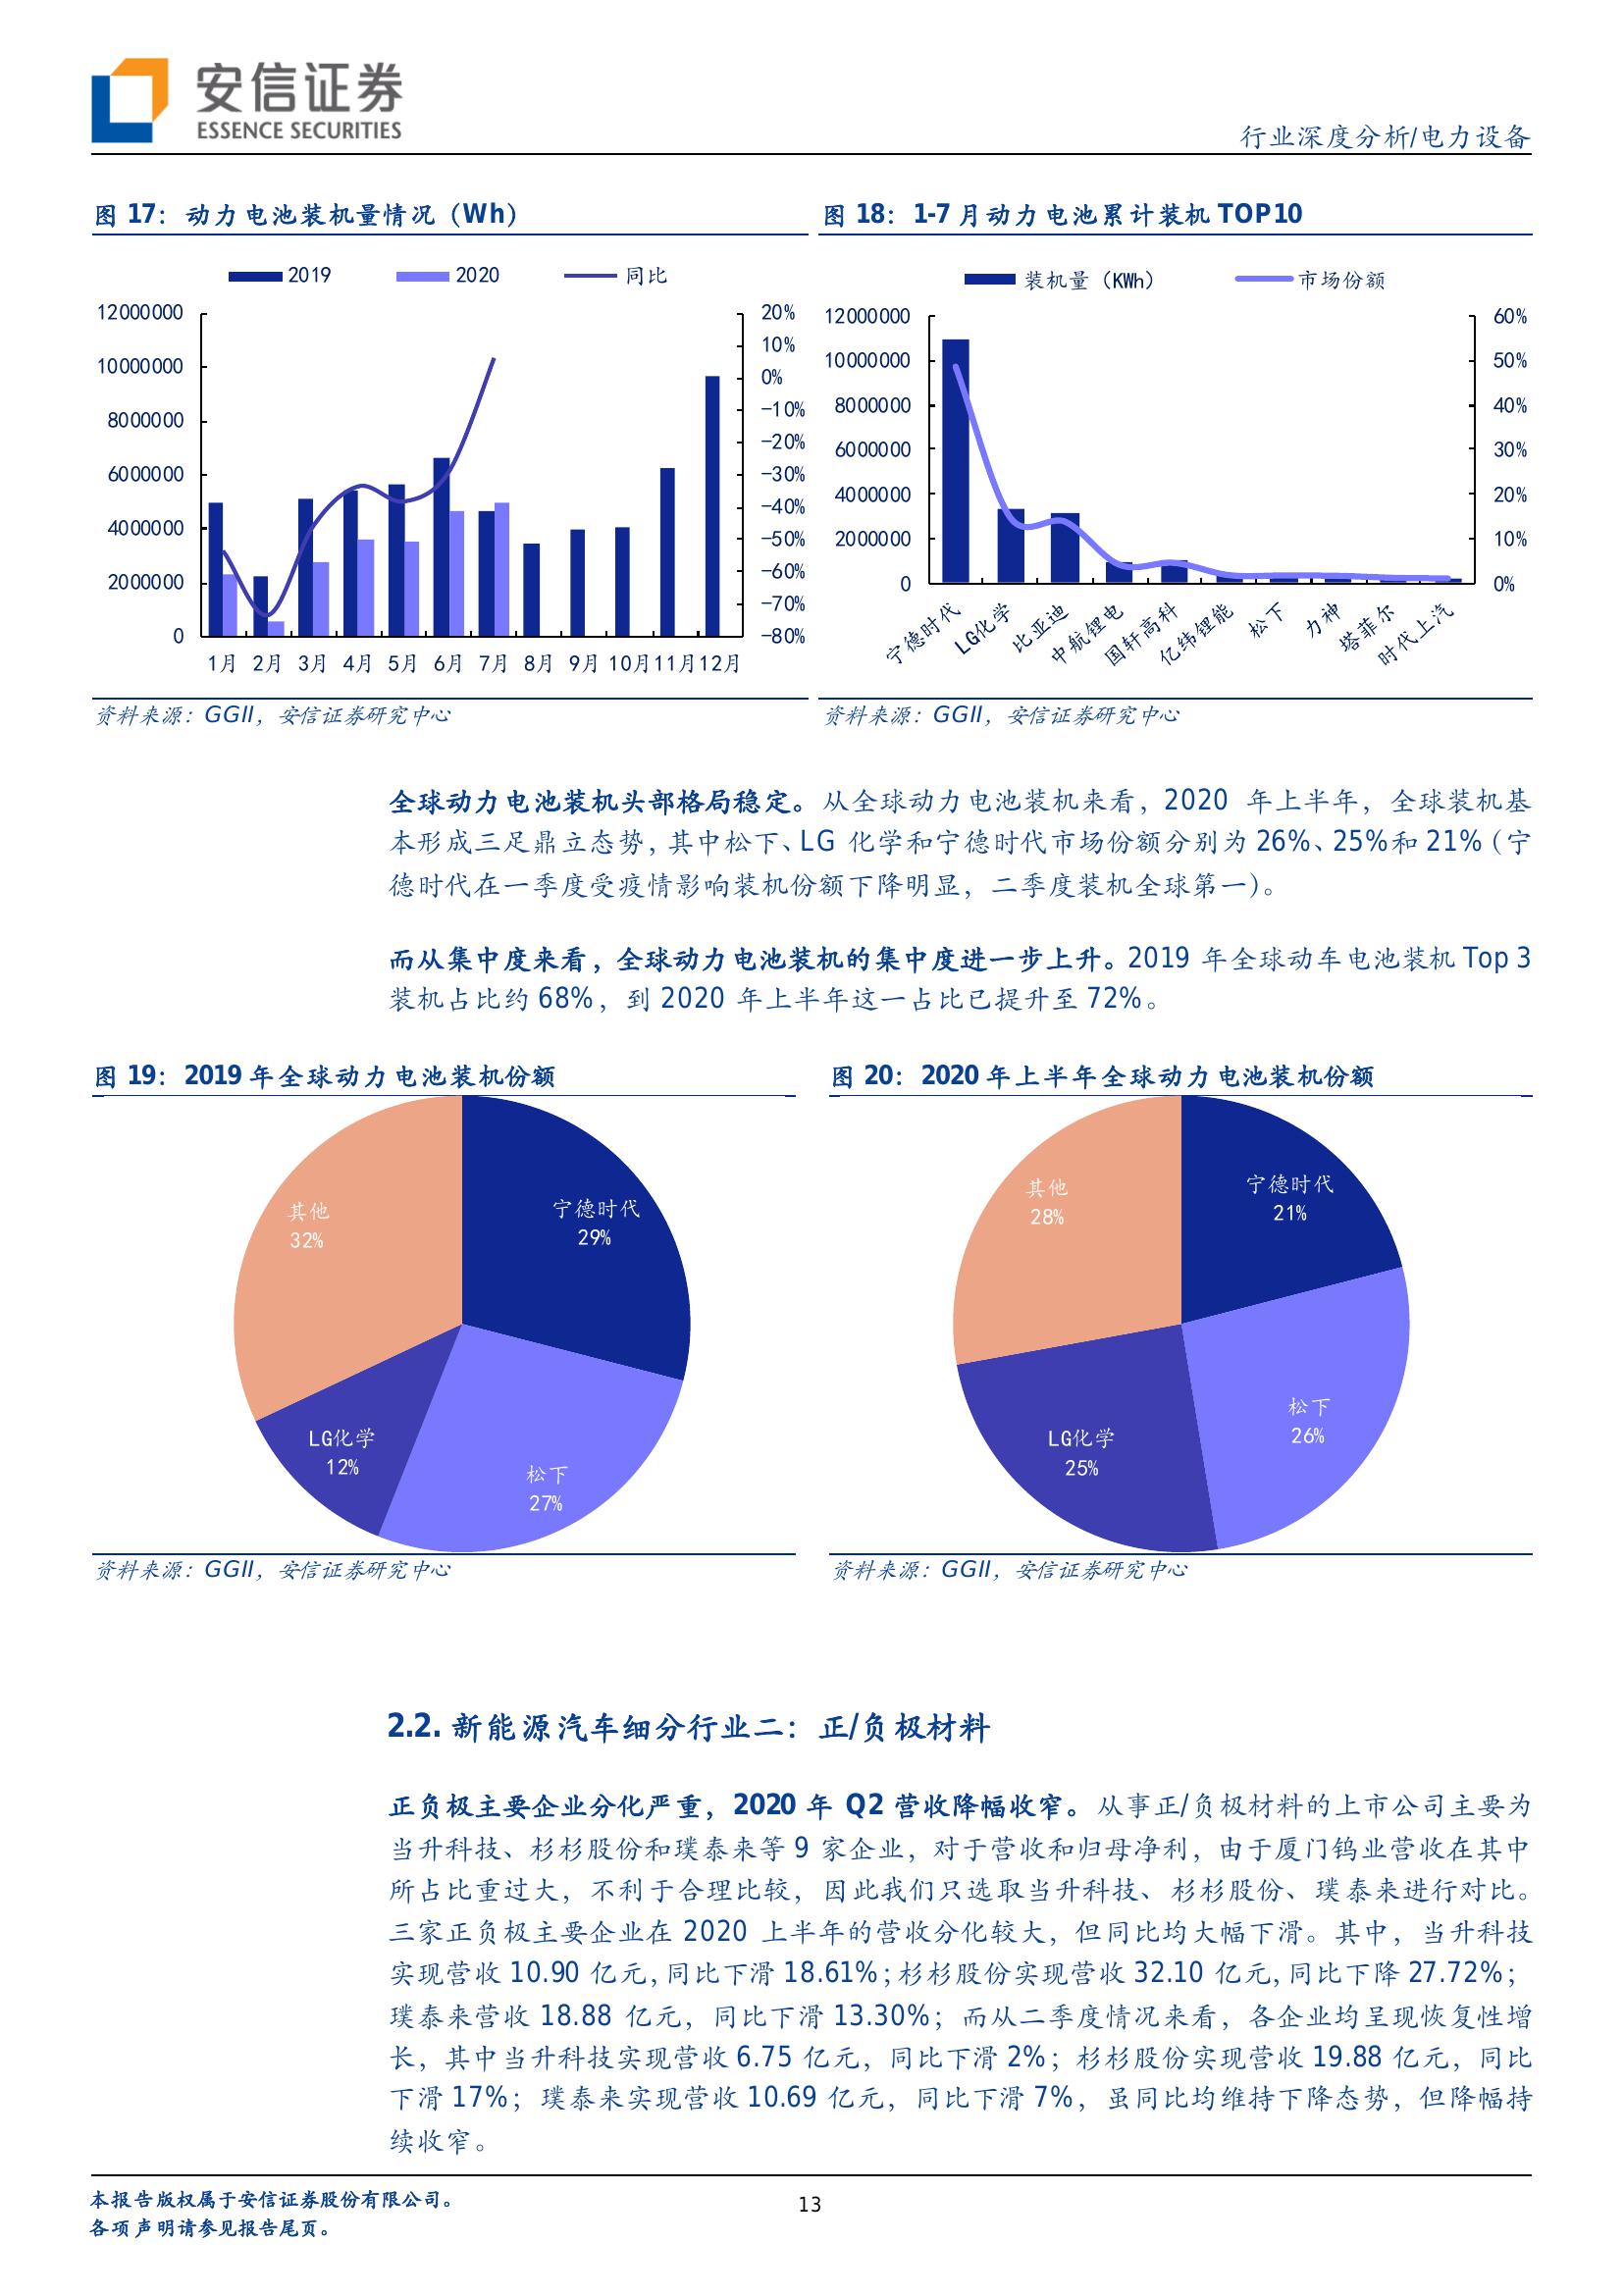 安信证券
ESSENCE SECURITIES
行业深度分析/电力设备
图 17：动力电池装机量情况（Wh）
2019 2020 同比
12000000
10000000
8000000
6000000
4000000
2000000
0
20%
10%
0%
-10%
-20%
-30%
-40%
-50%
-60%
-70%
-80%
1月 2月 3月 4月 5月 6月 7月 8月 9月 10月 11月 12月
资料来源：GGII，安信证券研究中心
图 18：1-7 月动力电池累计装机 TOP10
装机量（KWh） 市场份额
12000000
10000000
8000000
6000000
4000000
2000000
0
60%
50%
40%
30%
20%
10%
0%
宁德时代 LG化学 比亚迪 中航锂电 国轩高科 亿纬锂能 松下 力神 塔菲尔 时代上汽
资料来源：GGII，安信证券研究中心
全球动力电池装机头部格局稳定。从全球动力电池装机来看，2020 年上半年，全球装机基
本形成三足鼎立态势，其中松下、LG 化学和宁德时代市场份额分别为 26%、25%和 21%（宁
德时代在一季度受疫情影响装机份额下降明显，二季度装机全球第一）。
而从集中度来看，全球动力电池装机的集中度进一步上升。2019 年全球动车电池装机 Top 3
装机占比约 68%，到 2020 年上半年这一占比已提升至 72%。
图 19：2019 年全球动力电池装机份额
其他
32%
宁德时代
29%
LG化学
12%
松下
27%
资料来源：GGII，安信证券研究中心
图 20：2020 年上半年全球动力电池装机份额
其他
28%
宁德时代
21%
松下
26%
LG化学
25%
资料来源：GGII，安信证券研究中心
2.2. 新能源汽车细分行业二：正/负极材料
正负极主要企业分化严重，2020 年 Q2 营收降幅收窄。从事正/负极材料的上市公司主要为
当升科技、杉杉股份和璞泰来等 9 家企业，对于营收和归母净利，由于厦门钨业营收在其中
所占比重过大，不利于合理比较，因此我们只选取当升科技、杉杉股份、璞泰来进行对比。
三家正负极主要企业在 2020 上半年的营收分化较大，但同比均大幅下滑。其中，当升科技
实现营收 10.90 亿元，同比下滑 18.61%；杉杉股份实现营收 32.10 亿元，同比下降 27.72%；
璞泰来营收 18.88 亿元，同比下滑 13.30%；而从二季度情况来看，各企业均呈现恢复性增
长，其中当升科技实现营收 6.75 亿元，同比下滑 2%；杉杉股份实现营收 19.88 亿元，同比
下滑 17%；璞泰来实现营收 10.69 亿元，同比下滑 7%，虽同比均维持下降态势，但降幅持
续收窄。
本报告版权属于安信证券股份有限公司。
各项声明请参见报告尾页。
13